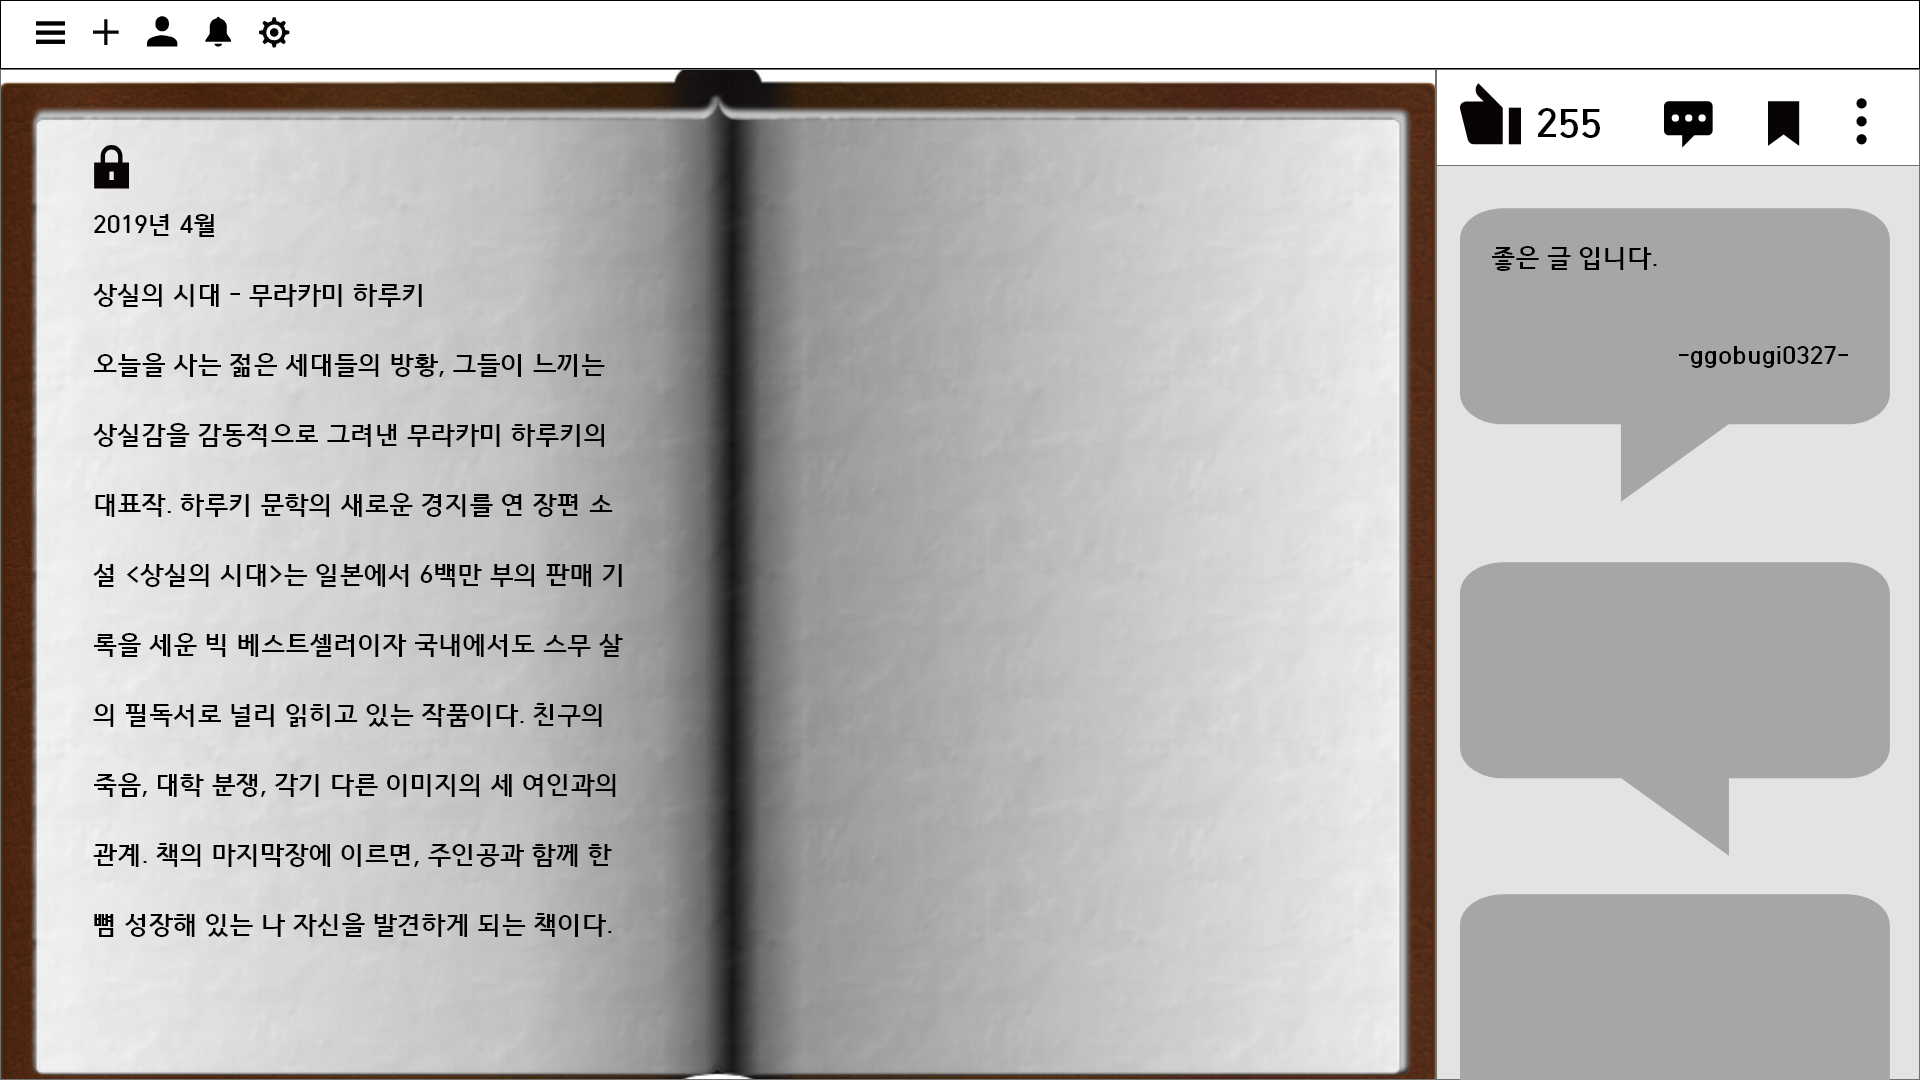 2019년 4월
상실의 시대 - 무라카미 하루키
오늘을 사는 젊은 세대들의 방황, 그들이 느끼는
상실감을 감동적으로 그려낸 무라카미 하루키의
대표작. 하루키 문학의 새로운 경지를 연 장편 소
설 <상실의 시대>는 일본에서 6백만 부의 판매 기
록을 세운 빅 베스트셀러이자 국내에서도 스무 살
의 필독서로 널리 읽히고 있는 작품이다. 친구의
죽음, 대학 분쟁, 각기 다른 이미지의 세 여인과의
관계. 책의 마지막장에 이르면, 주인공과 함께 한
뼘 성장해 있는 나 자신을 발견하게 되는 책이다.
255
좋은 글 입니다.
-ggobugi0327-